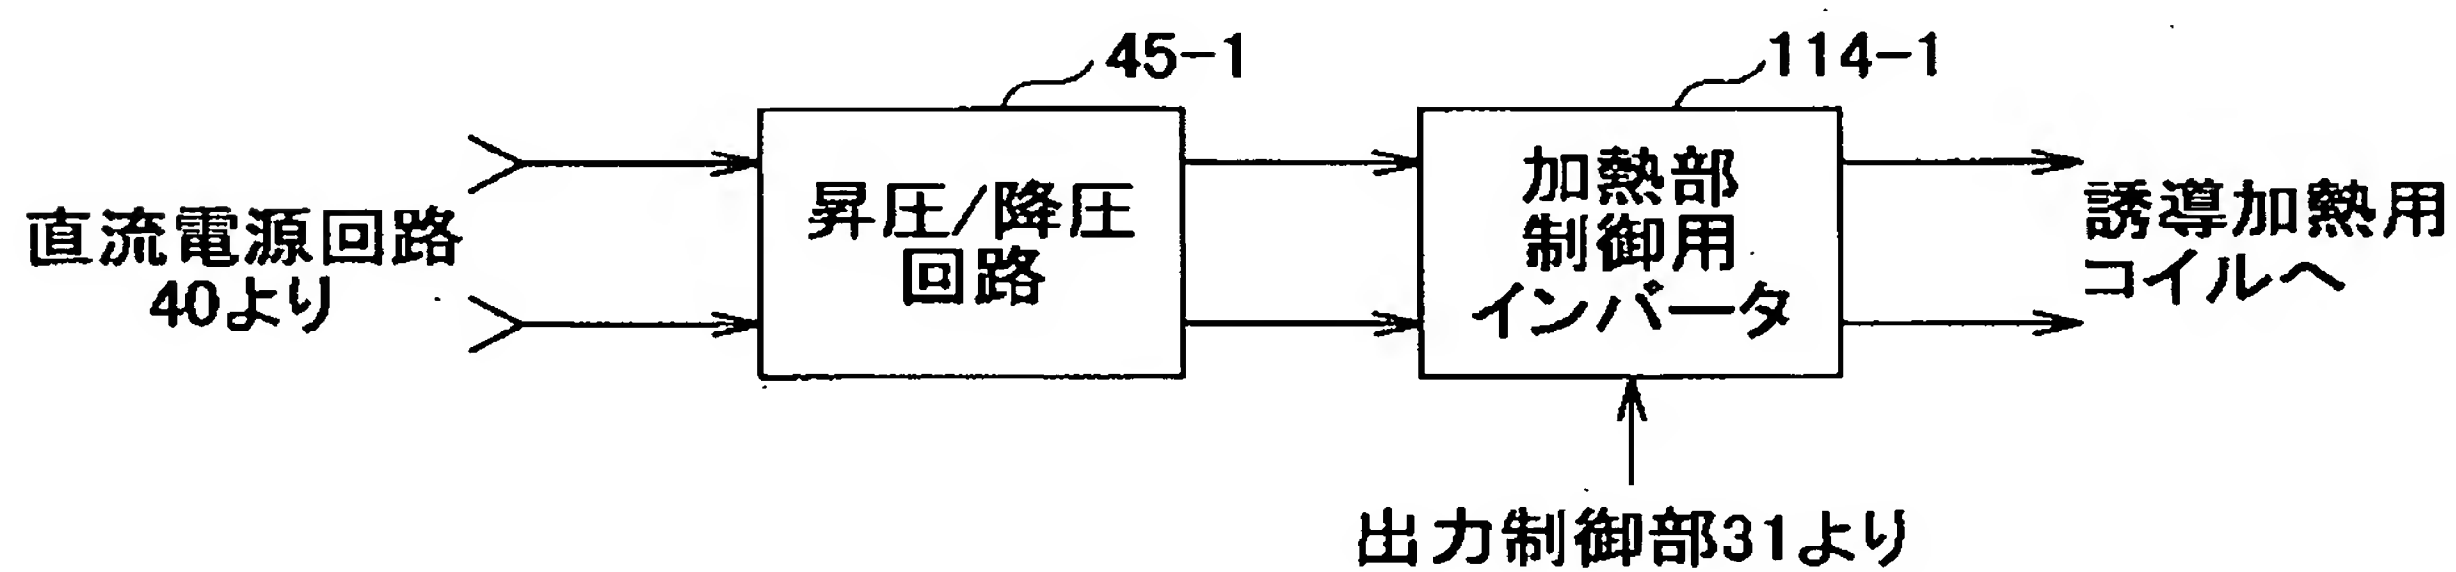 45-1
114-1
直流電源回路
40より
昇圧/降圧
回路
加熱部
制御用
インバータ
誘導加熱用
コイルへ
出力制御部31より